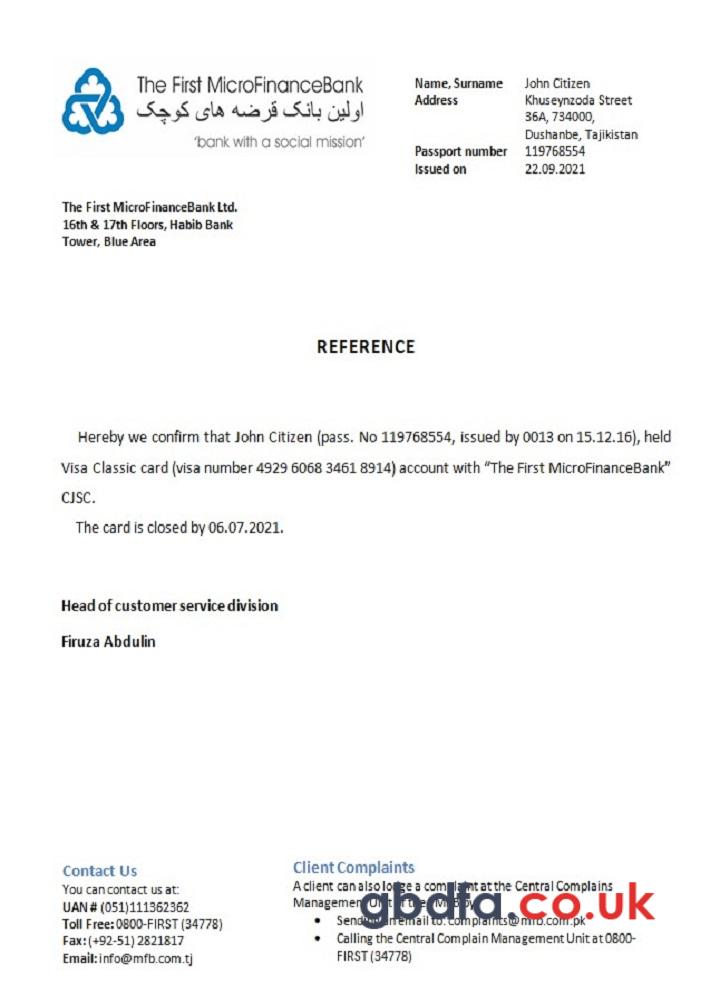 The First MicroFinanceBank
اولین بانک قرضه های کوچک
'bank with a social mission'
Name, Surname John Citizen
Address Khuseynzoda Street
36A, 734000,
Dushanbe, Tajikistan
Passport number 119768554
Issued on 22.09.2021
The First MicroFinanceBank Ltd.
16th & 17th Floors, Habib Bank
Tower, Blue Area
REFERENCE
Hereby we confirm that John Citizen (pass. No 119768554, issued by 0013 on 15.12.16), held
Visa Classic card (visa number 4929 6068 3461 8914) account with “The First MicroFinanceBank”
CJSC.
The card is closed by 06.07.2021.
Head of customer service division
Firuza Abdulin
Contact Us
You can contact us at:
UAN # (051)111362362
Toll Free: 0800-FIRST (34778)
Fax: (+92-51) 2821817
Email: info@mfb.com.tj
Client Complaints
A client can also lodge a complaint at the Central Complains
Management Unit of the MFB by
• Send an email to: complaints@mfb.com.pk
• Calling the Central Complain Management Unit at 0800-
FIRST (34778)
gbdfa.co.uk